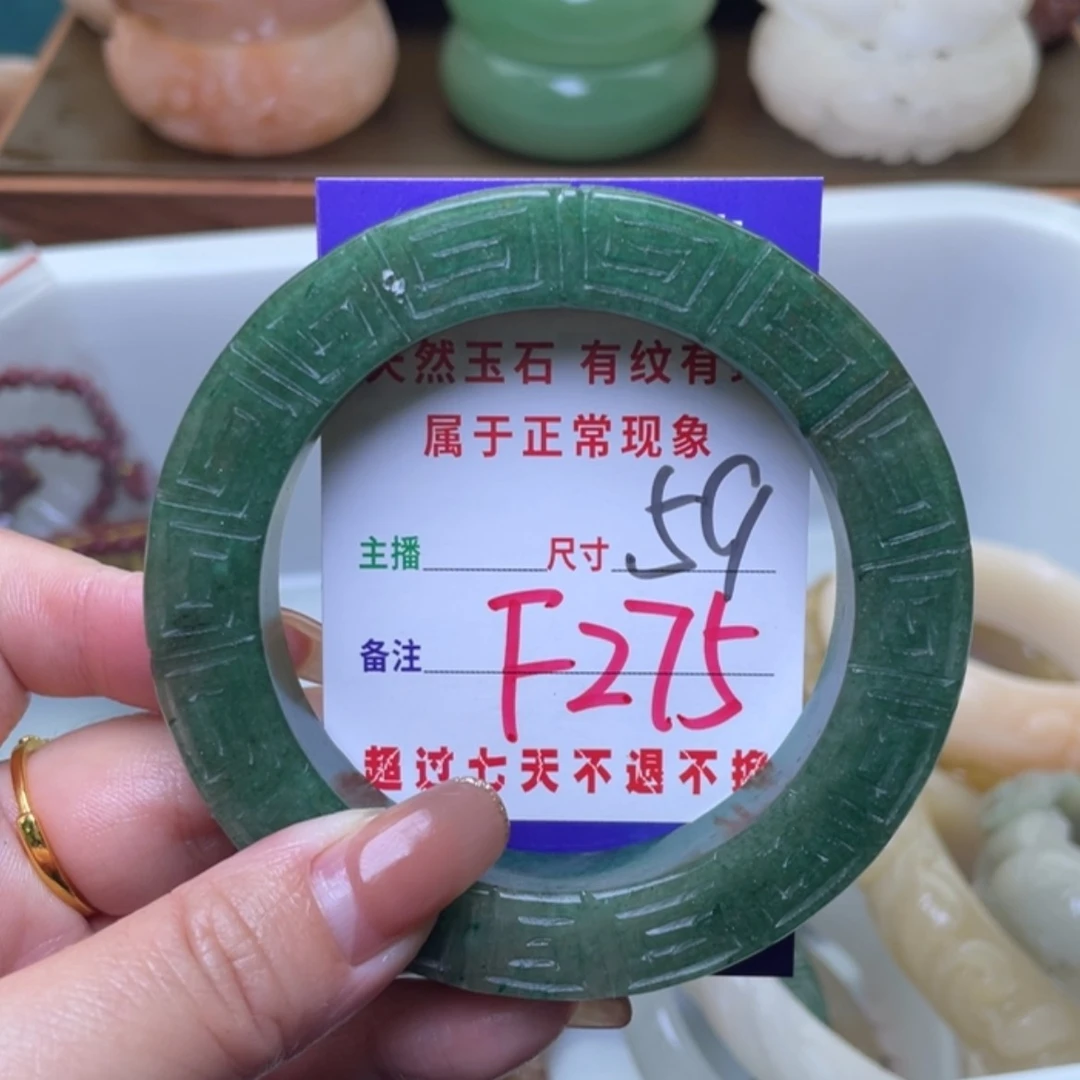 然玉石 有纹有
属于正常现象
主播 尺寸 59
备注 F275
超过七天不退不换